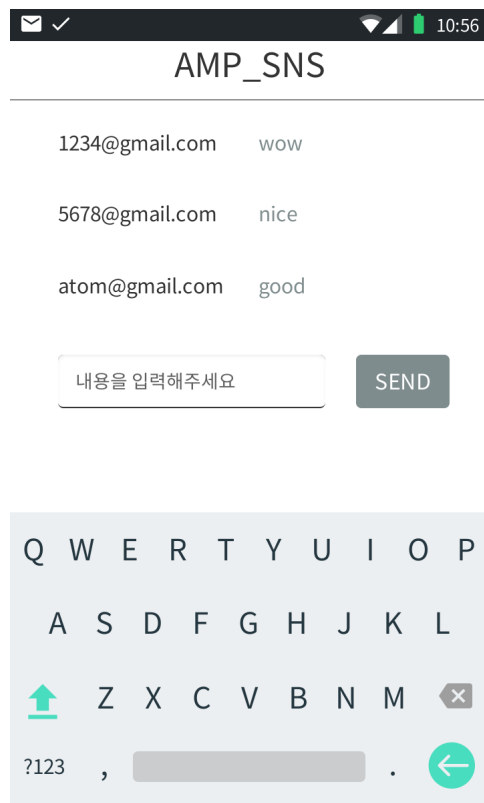 10:56
AMP_SNS
1234@gmail.com wow
5678@gmail.com nice
atom@gmail.com good
내용을 입력해주세요 SEND
Q W E R T Y U I O P
A S D F G H J K L
Z X C V B N M
?123 , .